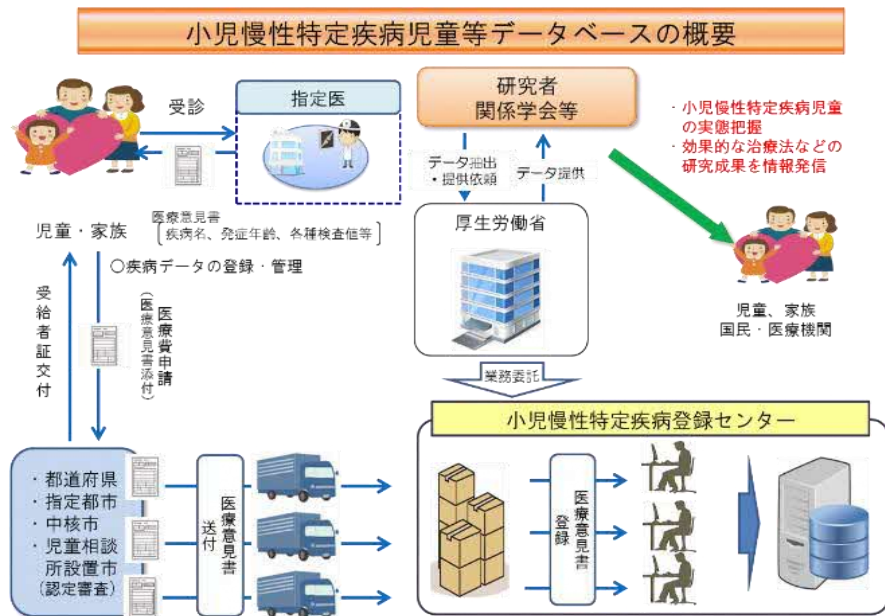 小児慢性特定疾病児童等データベースの概要
受診
指定医
研究者
関係学会等
・小児慢性特定疾病児童
の実態把握
・効果的な治療法などの
研究成果を情報発信
データ抽出
・提供依頼
データ提供
児童・家族
医療意見書
疾病名、発症年齢、各種検査値等
〇疾病データの登録・管理
厚生労働省
児童、家族
国民・医療機関
受給者証交付
医療費申請
(医療意見書添付)
業務委託
小児慢性特定疾病登録センター
・都道府県
・指定都市
・中核市
・児童相談
所設置市
(認定審査)
医療意見書
送付
医療意見書
登録